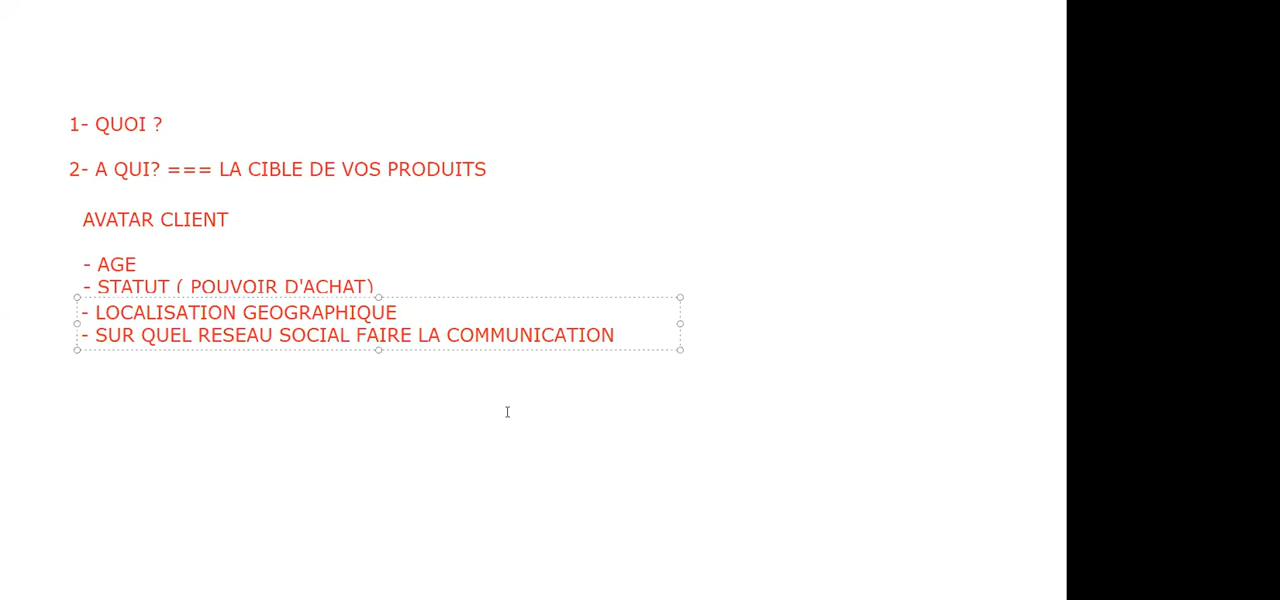 1- QUOI ?
2- A QUI? === LA CIBLE DE VOS PRODUITS
AVATAR CLIENT
- AGE
- STATUT ( POUVOIR D'ACHAT)
- LOCALISATION GEOGRAPHIQUE
- SUR QUEL RESEAU SOCIAL FAIRE LA COMMUNICATION